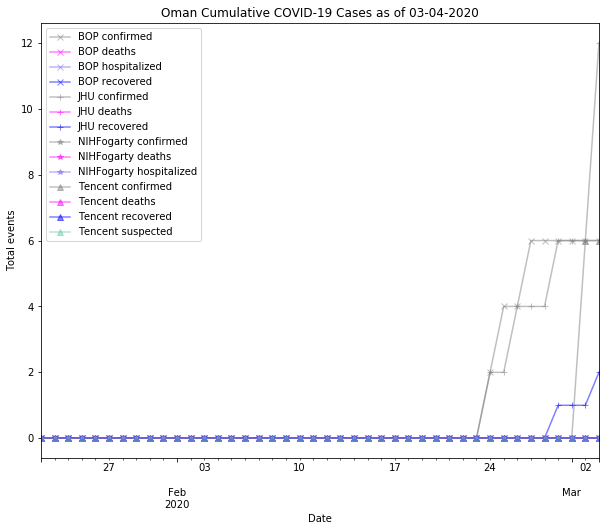 Oman Cumulative COVID-19 Cases as of 03-04-2020
BOP confirmed
BOP deaths
BOP hospitalized
BOP recovered
JHU confirmed
JHU deaths
JHU recovered
NIHFogarty confirmed
NIHFogarty deaths
NIHFogarty hospitalized
Tencent confirmed
Tencent deaths
Tencent recovered
Tencent suspected
Total events
12
10
8
6
4
2
0
27 03 10 17 24 02
Feb Mar
2020
Date